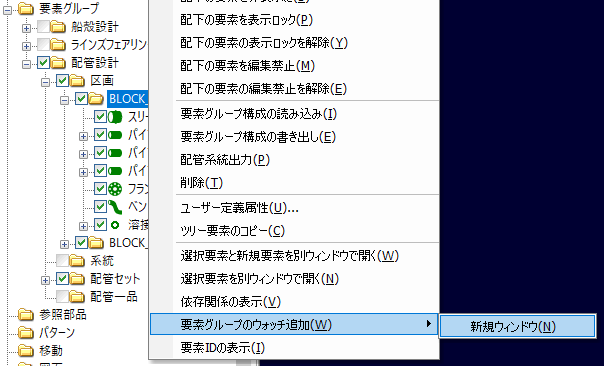 要素グループ
船殻設計
ラインズフェアリン
配管設計
区画
BLOCK_
スリー
パイ
パイ
パイ
フラン
ベン
溶接
BLOCK_
系統
配管セット
配管一品
参照部品
パターン
移動
配下の要素を表示ロック(P)
配下の要素の表示ロックを解除(Y)
配下の要素を編集禁止(M)
配下の要素の編集禁止を解除(E)
要素グループ構成の読み込み(I)
要素グループ構成の書き出し(E)
配管系統出力(P)
削除(T)
ユーザー定義属性(U)...
ツリー要素のコピー(C)
選択要素と新規要素を別ウィンドウで開く(W)
選択要素を別ウィンドウで開く(N)
依存関係の表示(V)
要素グループのウォッチ追加(W)
新規ウィンドウ(N)
要素IDの表示(I)